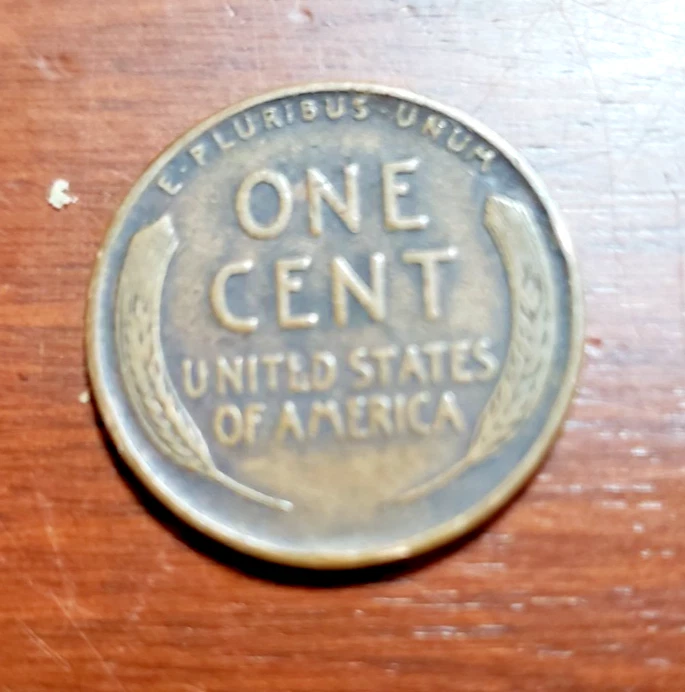 E·PLURIBUS·UNUM
ONE
CENT
UNITED STATES
OF AMERICA